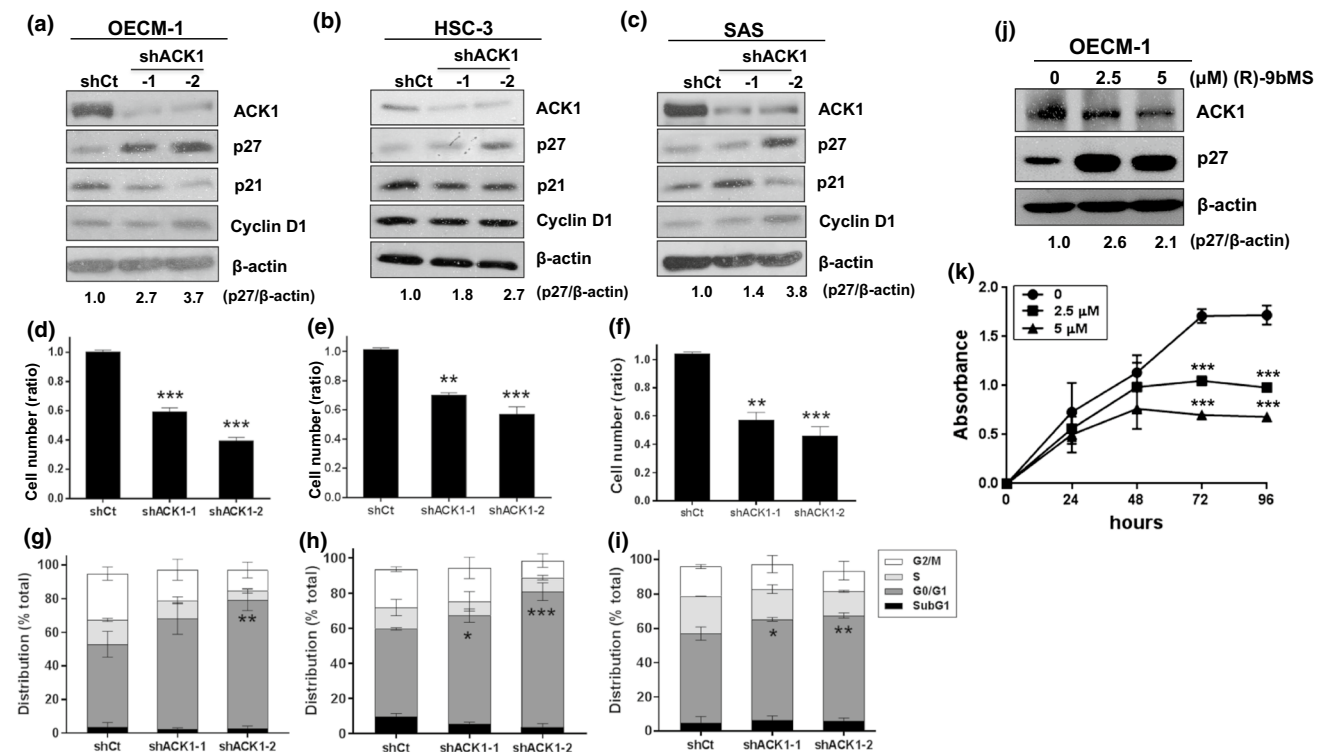 (a)
OECM-1
shACK1
shCt -1 -2
ACK1
p27
p21
Cyclin D1
β-actin
1.0 2.7 3.7 (p27/β-actin)
(b)
HSC-3
shACK1
shCt -1 -2
ACK1
p27
p21
Cyclin D1
β-actin
1.0 1.8 2.7 (p27/β-actin)
(c)
SAS
shACK1
shCt -1 -2
ACK1
p27
p21
Cyclin D1
β-actin
1.0 1.4 3.8 (p27/β-actin)
(j)
OECM-1
0 2.5 5 (μM) (R)-9bMS
ACK1
p27
β-actin
1.0 2.6 2.1 (p27/β-actin)
(d)
Cell number (ratio)
1.0
0.8
0.6
0.4
0.2
0.0
***
***
shCt shACK1-1 shACK1-2
(e)
Cell number (ratio)
1.0
0.8
0.6
0.4
0.2
0.0
**
***
shCt shACK1-1 shACK1-2
(f)
Cell number (ratio)
1.0
0.8
0.6
0.4
0.2
0.0
**
***
shCt shACK1-1 shACK1-2
(k)
Absorbance
2.0
1.5
1.0
0.5
0.0
0
2.5 μM
5 μM
*** ***
*** ***
0 24 48 72 96
hours
(g)
Distribution (% total)
100
80
60
40
20
0
**
shCt shACK1-1 shACK1-2
(h)
Distribution (% total)
100
80
60
40
20
0
*
***
shCt shACK1-1 shACK1-2
(i)
Distribution (% total)
100
80
60
40
20
0
*
**
shCt shACK1-1 shACK1-2
G2/M
S
G0/G1
SubG1